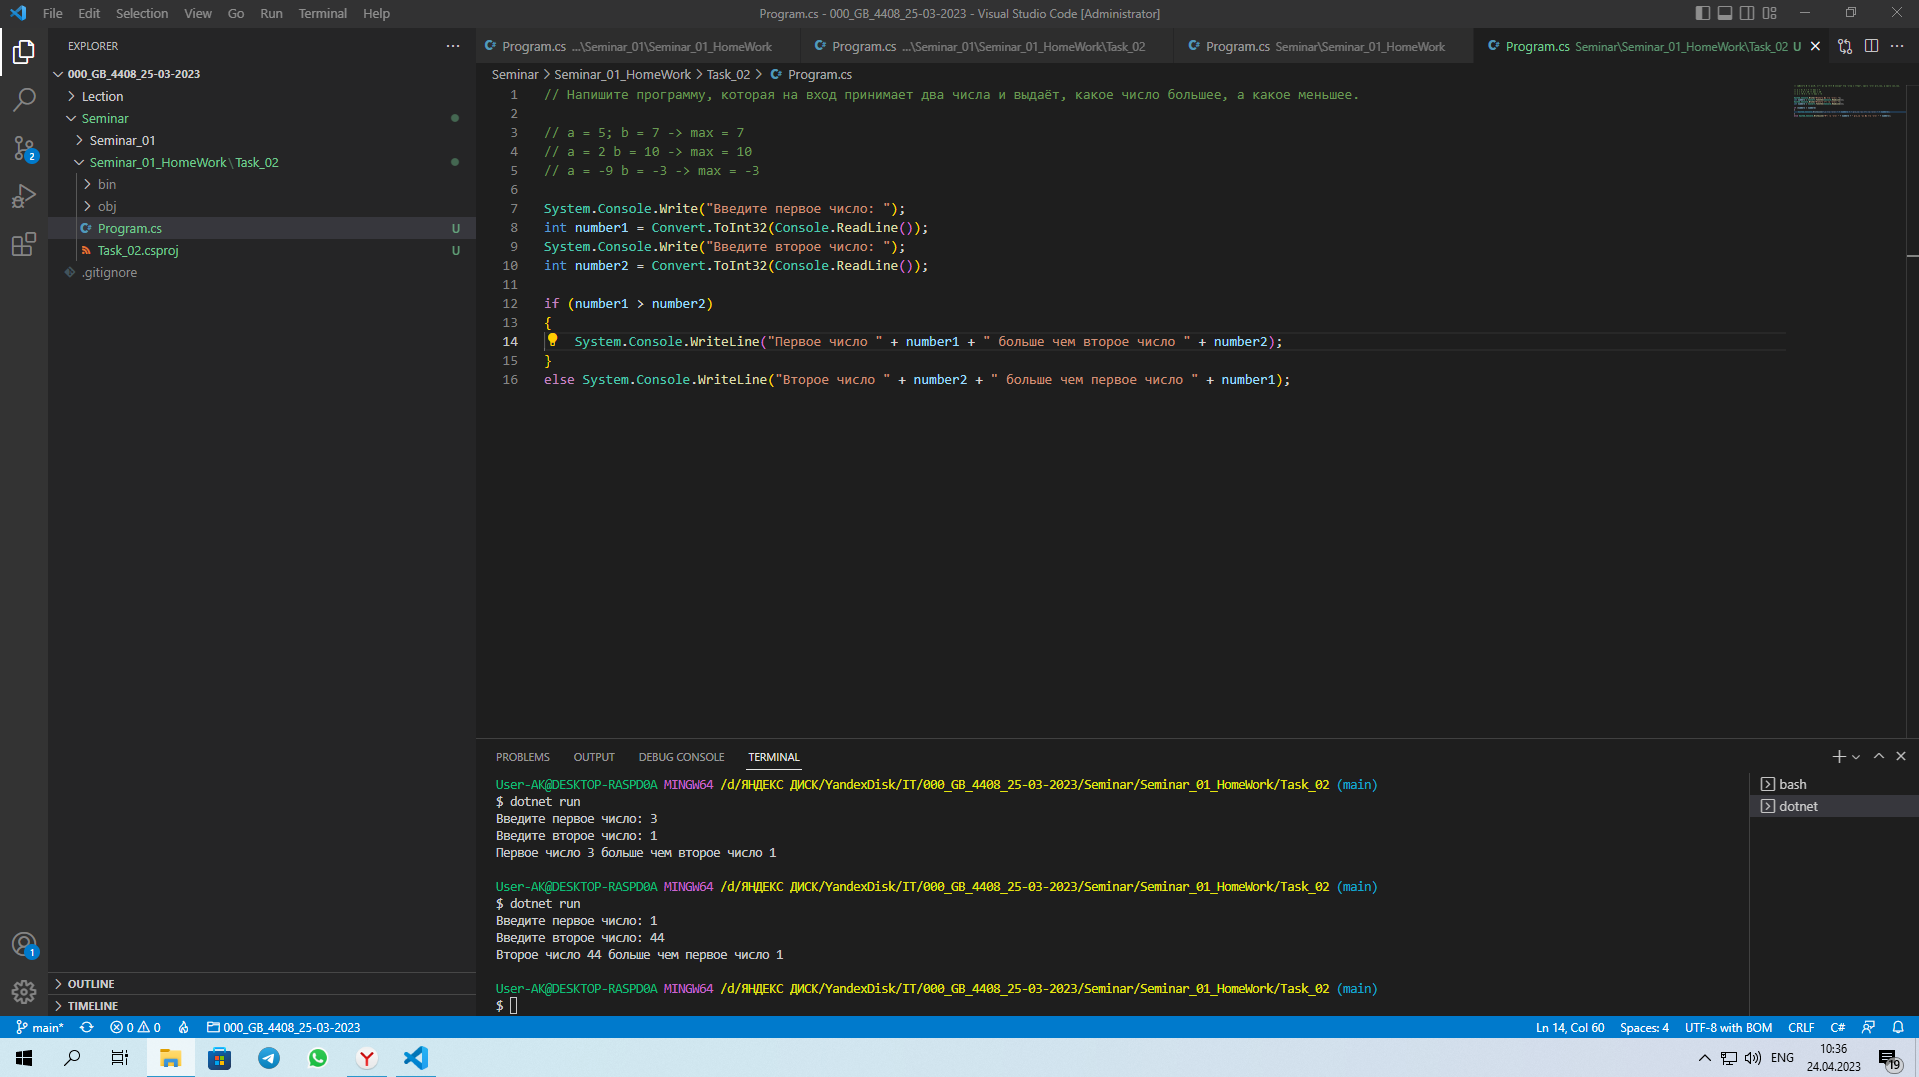 File Edit Selection View Go Run Terminal Help
Program.cs - 000_GB_4408_25-03-2023 - Visual Studio Code [Administrator]
EXPLORER
000_GB_4408_25-03-2023
Lection
Seminar
Seminar_01
Seminar_01_HomeWork\Task_02
bin
obj
Program.cs U
Task_02.csproj U
.gitignore
OUTLINE
TIMELINE
2
1
Program.cs ...\Seminar_01\Seminar_01_HomeWork
Program.cs ...\Seminar_01\Seminar_01_HomeWork\Task_02
Program.cs Seminar\Seminar_01_HomeWork
Program.cs Seminar\Seminar_01_HomeWork\Task_02 U
Seminar > Seminar_01_HomeWork > Task_02 > Program.cs
1 // Напишите программу, которая на вход принимает два числа и выдаёт, какое число большее, а какое меньшее.
2
3 // a = 5; b = 7 -> max = 7
4 // a = 2 b = 10 -> max = 10
5 // a = -9 b = -3 -> max = -3
6
7 System.Console.Write("Введите первое число: ");
8 int number1 = Convert.ToInt32(Console.ReadLine());
9 System.Console.Write("Введите второе число: ");
10 int number2 = Convert.ToInt32(Console.ReadLine());
11
12 if (number1 > number2)
13 {
14 System.Console.WriteLine("Первое число " + number1 + " больше чем второе число " + number2);
15 }
16 else System.Console.WriteLine("Второе число " + number2 + " больше чем первое число " + number1);
PROBLEMS OUTPUT DEBUG CONSOLE TERMINAL
User-AK@DESKTOP-RASPD0A MINGW64 /d/ЯНДЕКС ДИСК/YandexDisk/IT/000_GB_4408_25-03-2023/Seminar/Seminar_01_HomeWork/Task_02 (main)
$ dotnet run
Введите первое число: 3
Введите второе число: 1
Первое число 3 больше чем второе число 1
User-AK@DESKTOP-RASPD0A MINGW64 /d/ЯНДЕКС ДИСК/YandexDisk/IT/000_GB_4408_25-03-2023/Seminar/Seminar_01_HomeWork/Task_02 (main)
$ dotnet run
Введите первое число: 1
Введите второе число: 44
Второе число 44 больше чем первое число 1
User-AK@DESKTOP-RASPD0A MINGW64 /d/ЯНДЕКС ДИСК/YandexDisk/IT/000_GB_4408_25-03-2023/Seminar/Seminar_01_HomeWork/Task_02 (main)
$
bash
dotnet
main* 0 0 000_GB_4408_25-03-2023
Ln 14, Col 60 Spaces: 4 UTF-8 with BOM CRLF C#
ENG
10:36
24.04.2023
19